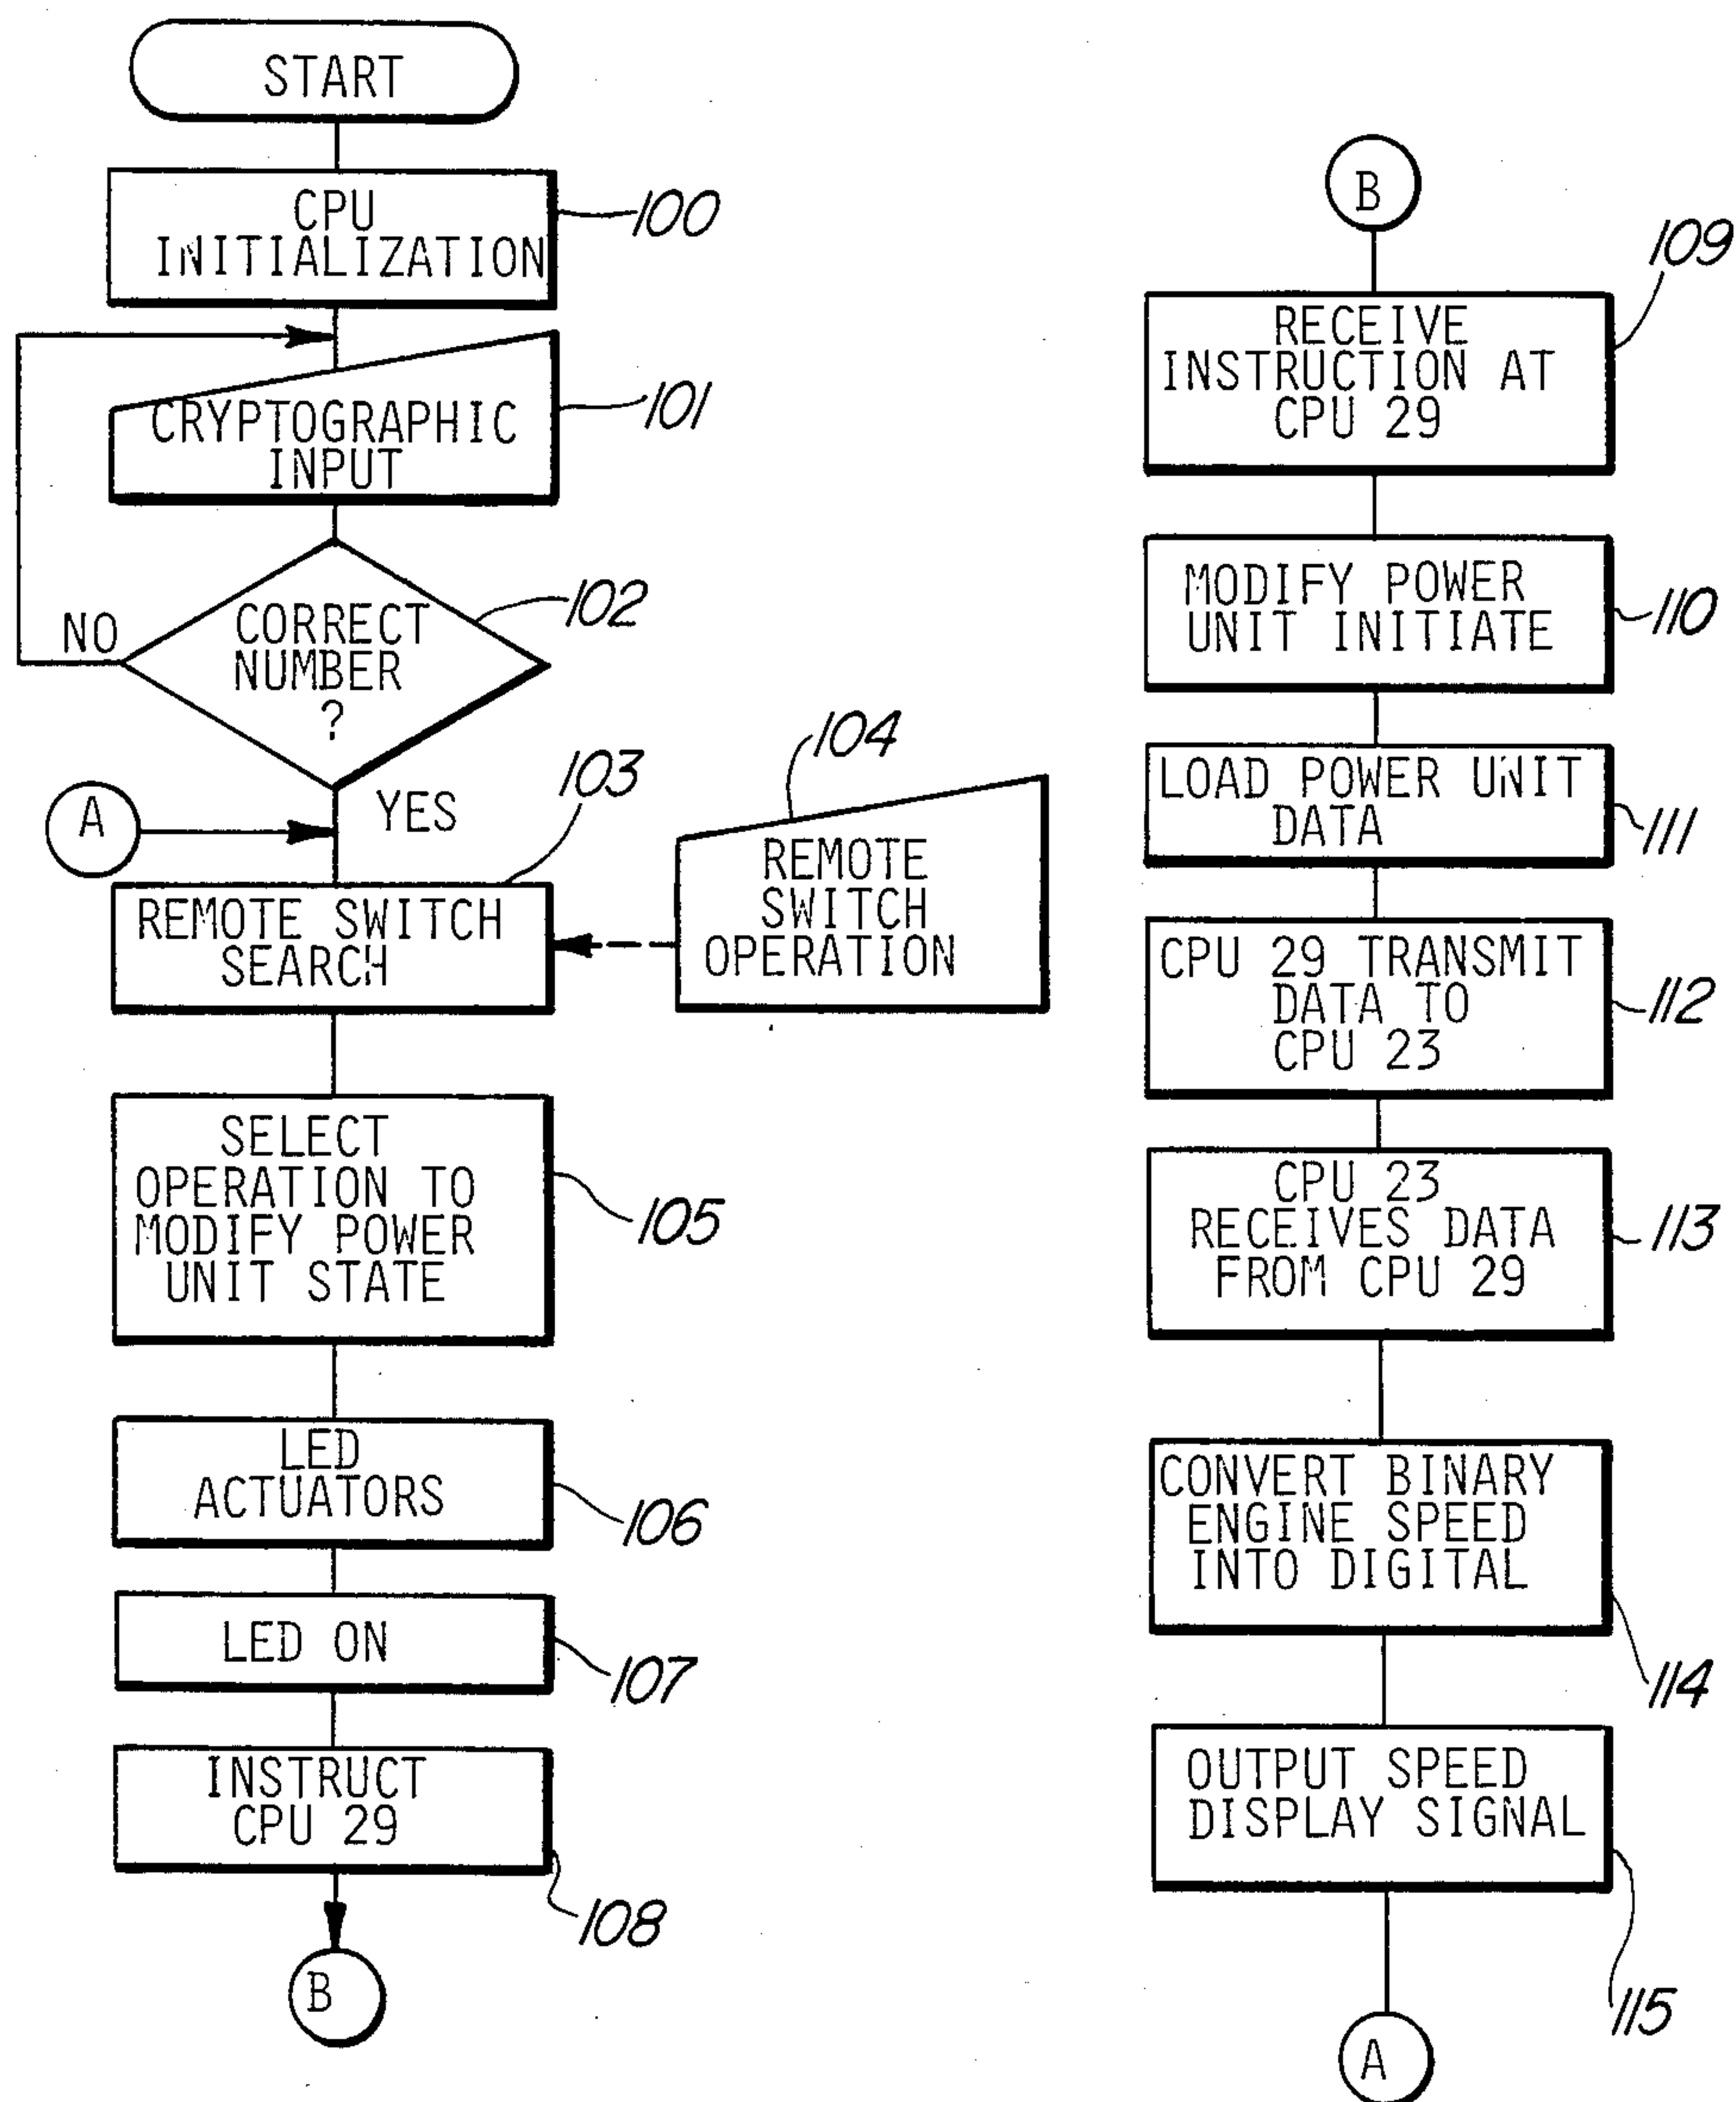 START
CPU
INITIALIZATION
100
CRYPTOGRAPHIC
INPUT
101
CORRECT
NUMBER
?
102
NO
YES
A
103
REMOTE SWITCH
SEARCH
104
REMOTE
SWITCH
OPERATION
SELECT
OPERATION TO
MODIFY POWER
UNIT STATE
105
LED
ACTUATORS
106
LED ON
107
INSTRUCT
CPU 29
108
B
B
109
RECEIVE
INSTRUCTION AT
CPU 29
MODIFY POWER
UNIT INITIATE
110
LOAD POWER UNIT
DATA
111
CPU 29 TRANSMIT
DATA TO
CPU 23
112
CPU 23
RECEIVES DATA
FROM CPU 29
113
CONVERT BINARY
ENGINE SPEED
INTO DIGITAL
114
OUTPUT SPEED
DISPLAY SIGNAL
115
A